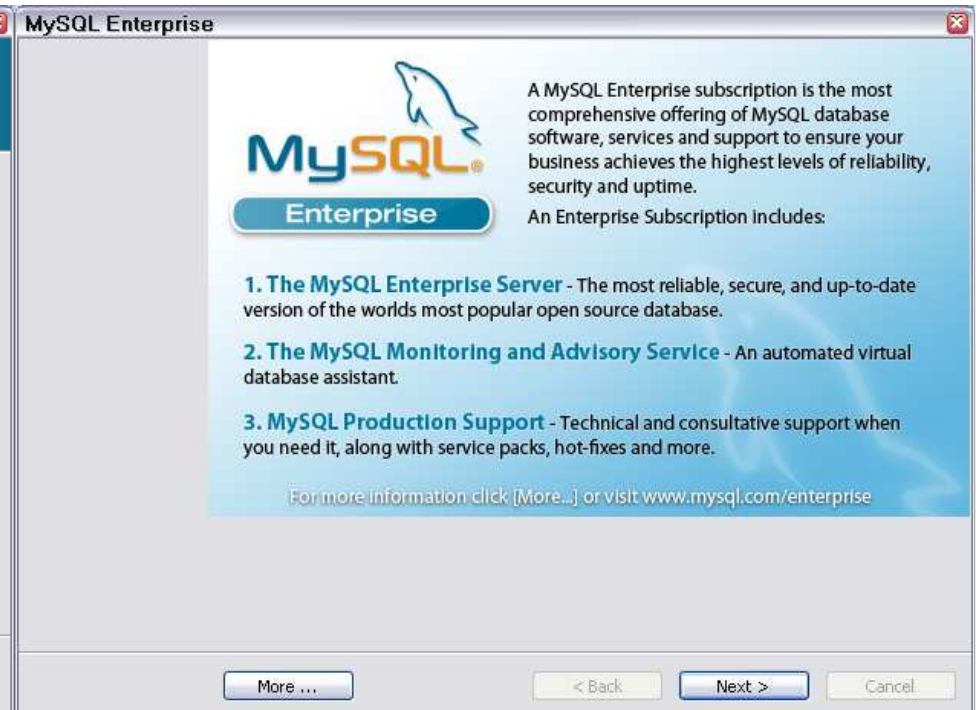 MySQL Enterprise
MySQL®
Enterprise
A MySQL Enterprise subscription is the most
comprehensive offering of MySQL database
software, services and support to ensure your
business achieves the highest levels of reliability,
security and uptime.
An Enterprise Subscription includes:
1. The MySQL Enterprise Server - The most reliable, secure, and up-to-date
version of the worlds most popular open source database.
2. The MySQL Monitoring and Advisory Service - An automated virtual
database assistant.
3. MySQL Production Support - Technical and consultative support when
you need it, along with service packs, hot-fixes and more.
For more information click [More...] or visit www.mysql.com/enterprise
More ...
< Back
Next >
Cancel